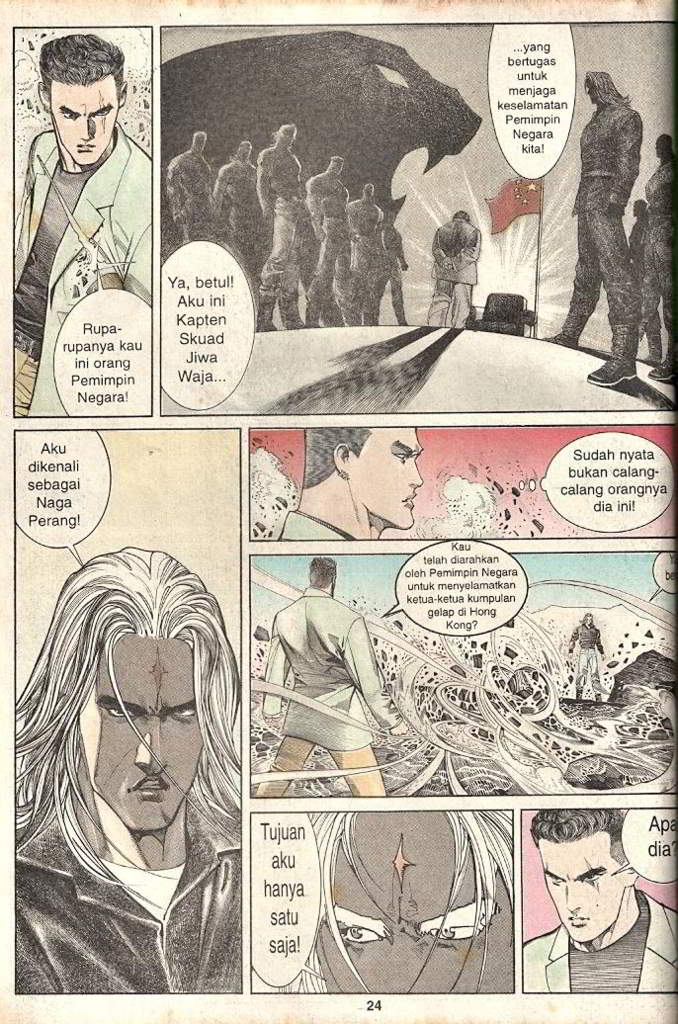 Rupa-
rupanya kau
ini orang
Pemimpin
Negara!
...yang
bertugas
untuk
menjaga
keselamatan
Pemimpin
Negara
kita!
Ya, betul!
Aku ini
Kapten
Skuad
Jiwa
Waja...
Aku
dikenali
sebagai
Naga
Perang!
Sudah nyata
bukan calang-
calang orangnya
dia ini!
Kau
telah diarahkan
oleh Pemimpin Negara
untuk menyelamatkan
ketua-ketua kumpulan
gelap di Hong
Kong?
Tujuan
aku
hanya
satu
saja!
Apa
dia?
24